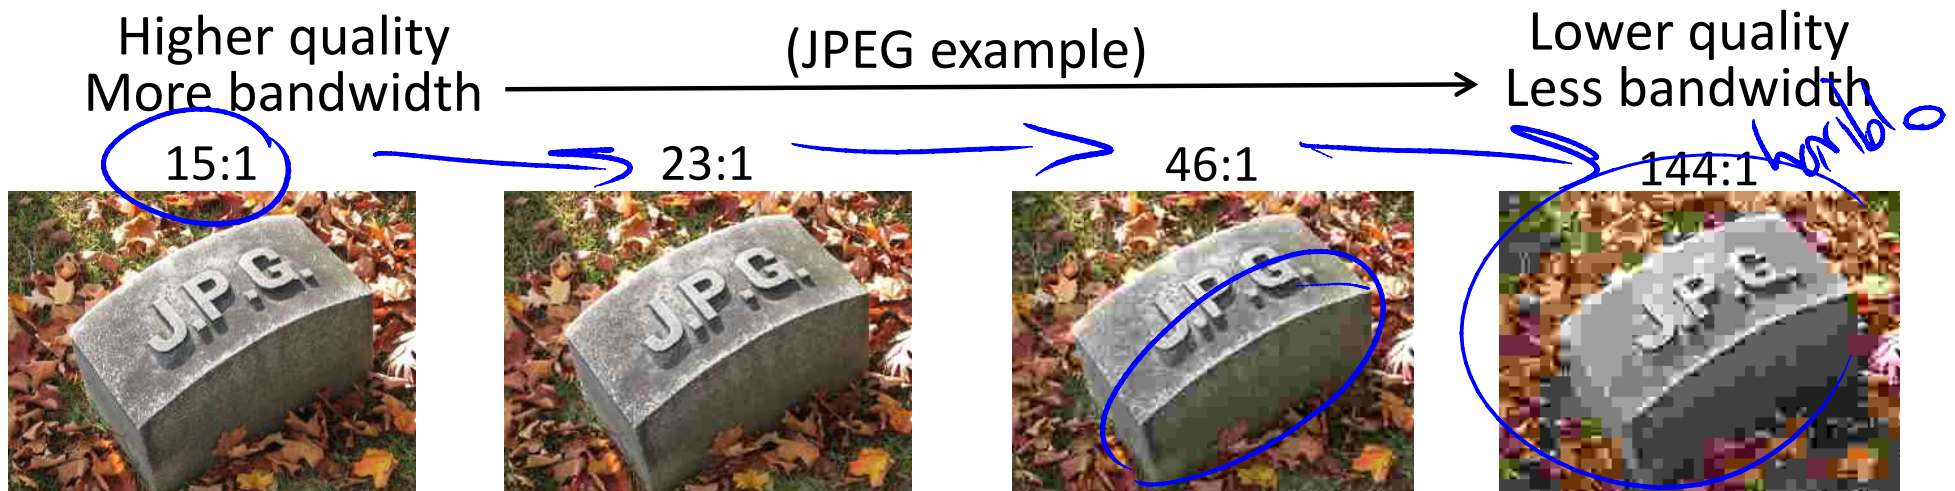 Higher quality
More bandwidth
(JPEG example)
Lower quality
Less bandwidth
15:1
23:1
46:1
144:1
J.P.G.
J.P.G.
J.P.G.
J.P.G.